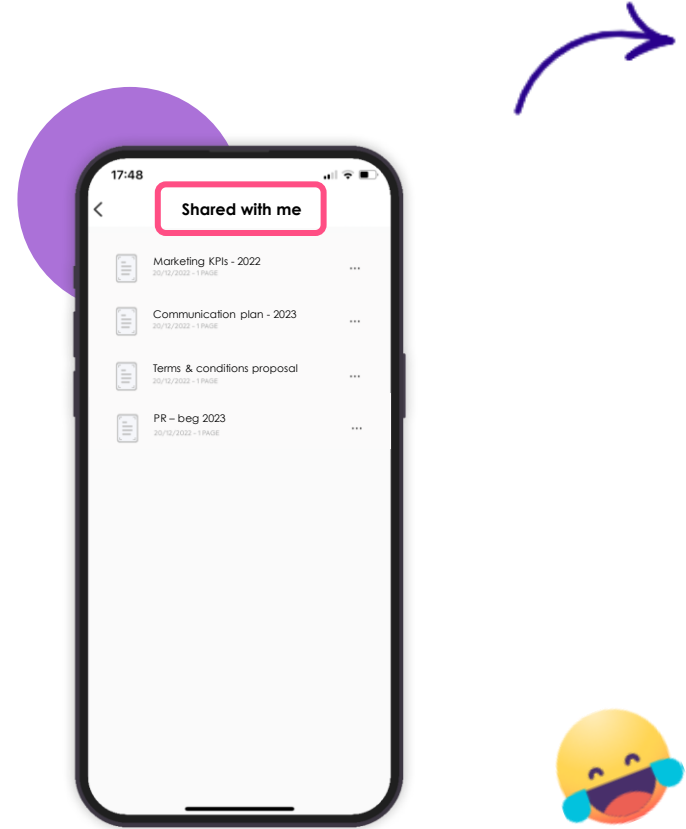 17:48
Shared with me
Marketing KPIs - 2022
20/12/2022 - 1 PAGE
Communication plan - 2023
20/12/2022 - 1 PAGE
Terms & conditions proposal
20/12/2022 - 1 PAGE
PR – beg 2023
20/12/2022 - 1 PAGE